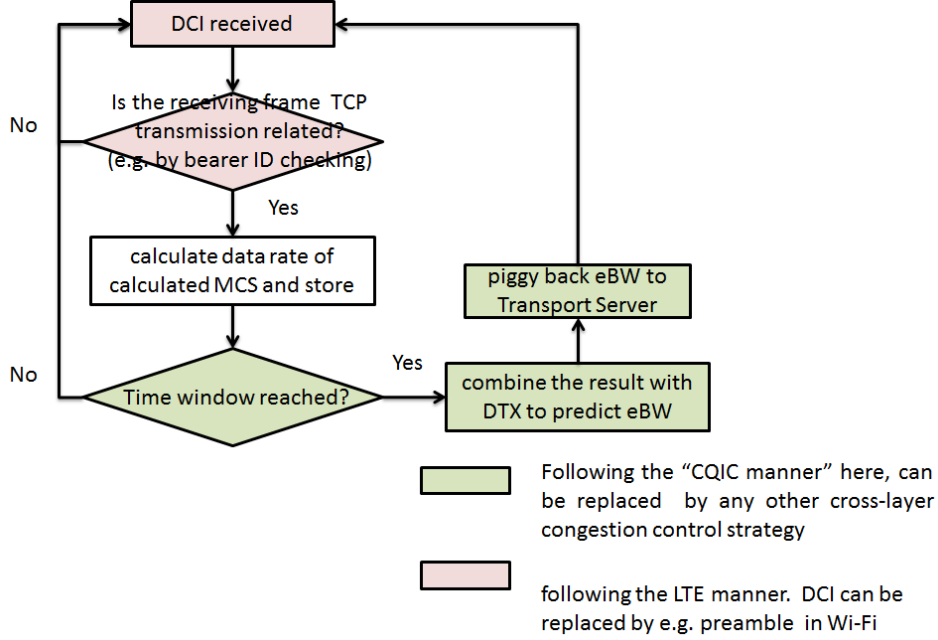 DCI received
Is the receiving frame TCP
transmission related?
(e.g. by bearer ID checking)
No
Yes
calculate data rate of
calculated MCS and store
Time window reached?
No
Yes
combine the result with
DTX to predict eBW
piggy back eBW to
Transport Server
Following the “CQIC manner” here, can
be replaced by any other cross-layer
congestion control strategy
following the LTE manner. DCI can be
replaced by e.g. preamble in Wi-Fi